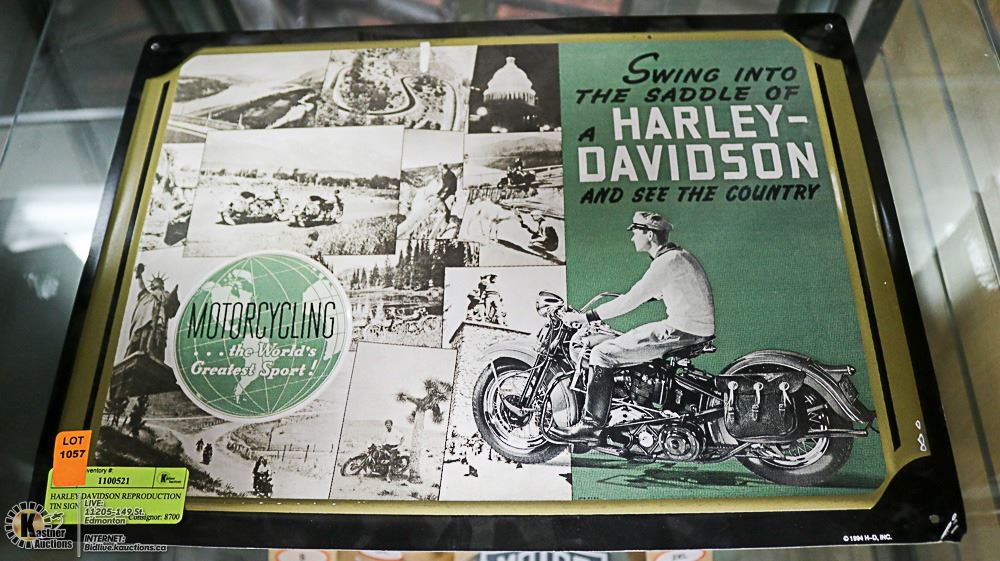 SWING INTO
THE SADDLE OF
A HARLEY-
DAVIDSON
AND SEE THE COUNTRY
MOTORCYCLING
...the World's
Greatest Sport!
LOT
1057
1100521
HARLEY DAVIDSON REPRODUCTION
TIN SIGN
Consignor: 8700
LIVE:
11205-149 St.
Edmonton
INTERNET:
Bidlive.kauctions.ca
Kastner
Auctions
© 1994 H-D, INC.